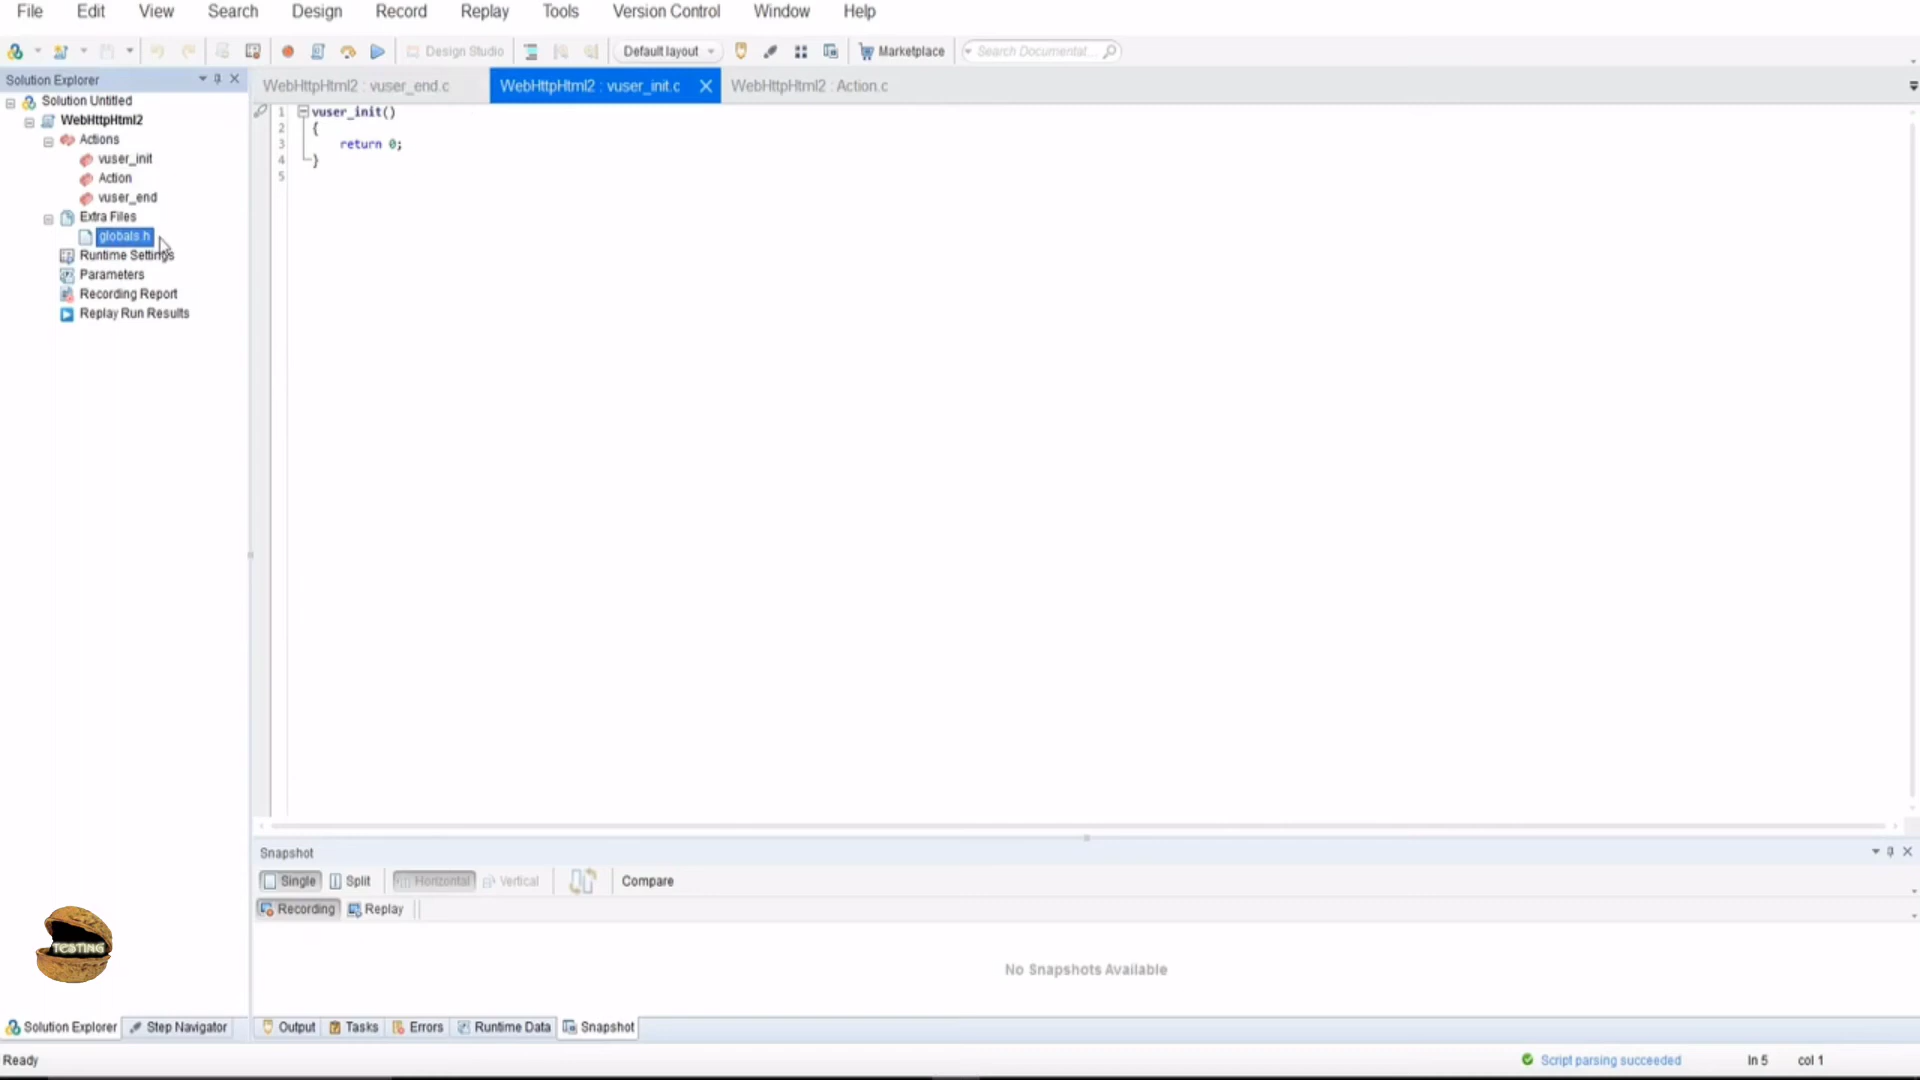 File Edit View Search Design Record Replay Tools Version Control Window Help
Design Studio Default layout Marketplace Search Documentat...
Solution Explorer
WebHttpHtml2 : vuser_end.c WebHttpHtml2 : vuser_init.c WebHttpHtml2 : Action.c
Solution Untitled
WebHttpHtml2
Actions
vuser_init
Action
vuser_end
Extra Files
globals.h
Runtime Settings
Parameters
Recording Report
Replay Run Results
1 vuser_init()
2 {
3 return 0;
4 }
5
Snapshot
Single Split Horizontal Vertical Compare
Recording Replay
No Snapshots Available
TESTING
Solution Explorer Step Navigator Output Tasks Errors Runtime Data Snapshot
Ready Script parsing succeeded ln 5 col 1